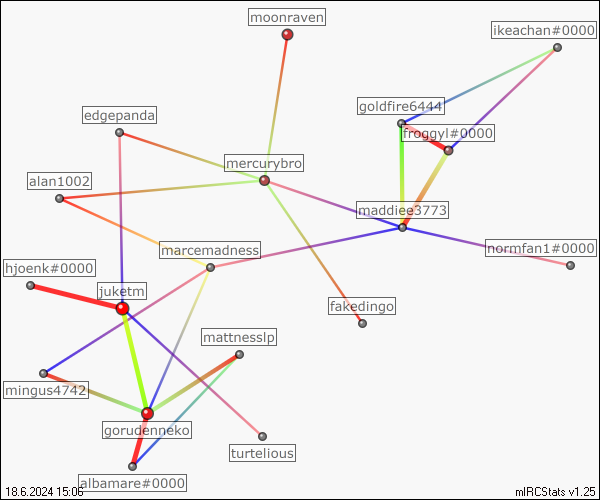 moonraven
ikeachan#0000
goldfire6444
edgepanda
froggyl#0000
mercurybro
alan1002
maddiee3773
marcemadness
normfan1#0000
hjoenk#0000
juketm
fakedingo
mattnesslp
mingus4742
gorudenneko
turtelious
albamare#0000
18.6.2024 15:06
mIRCStats v1.25